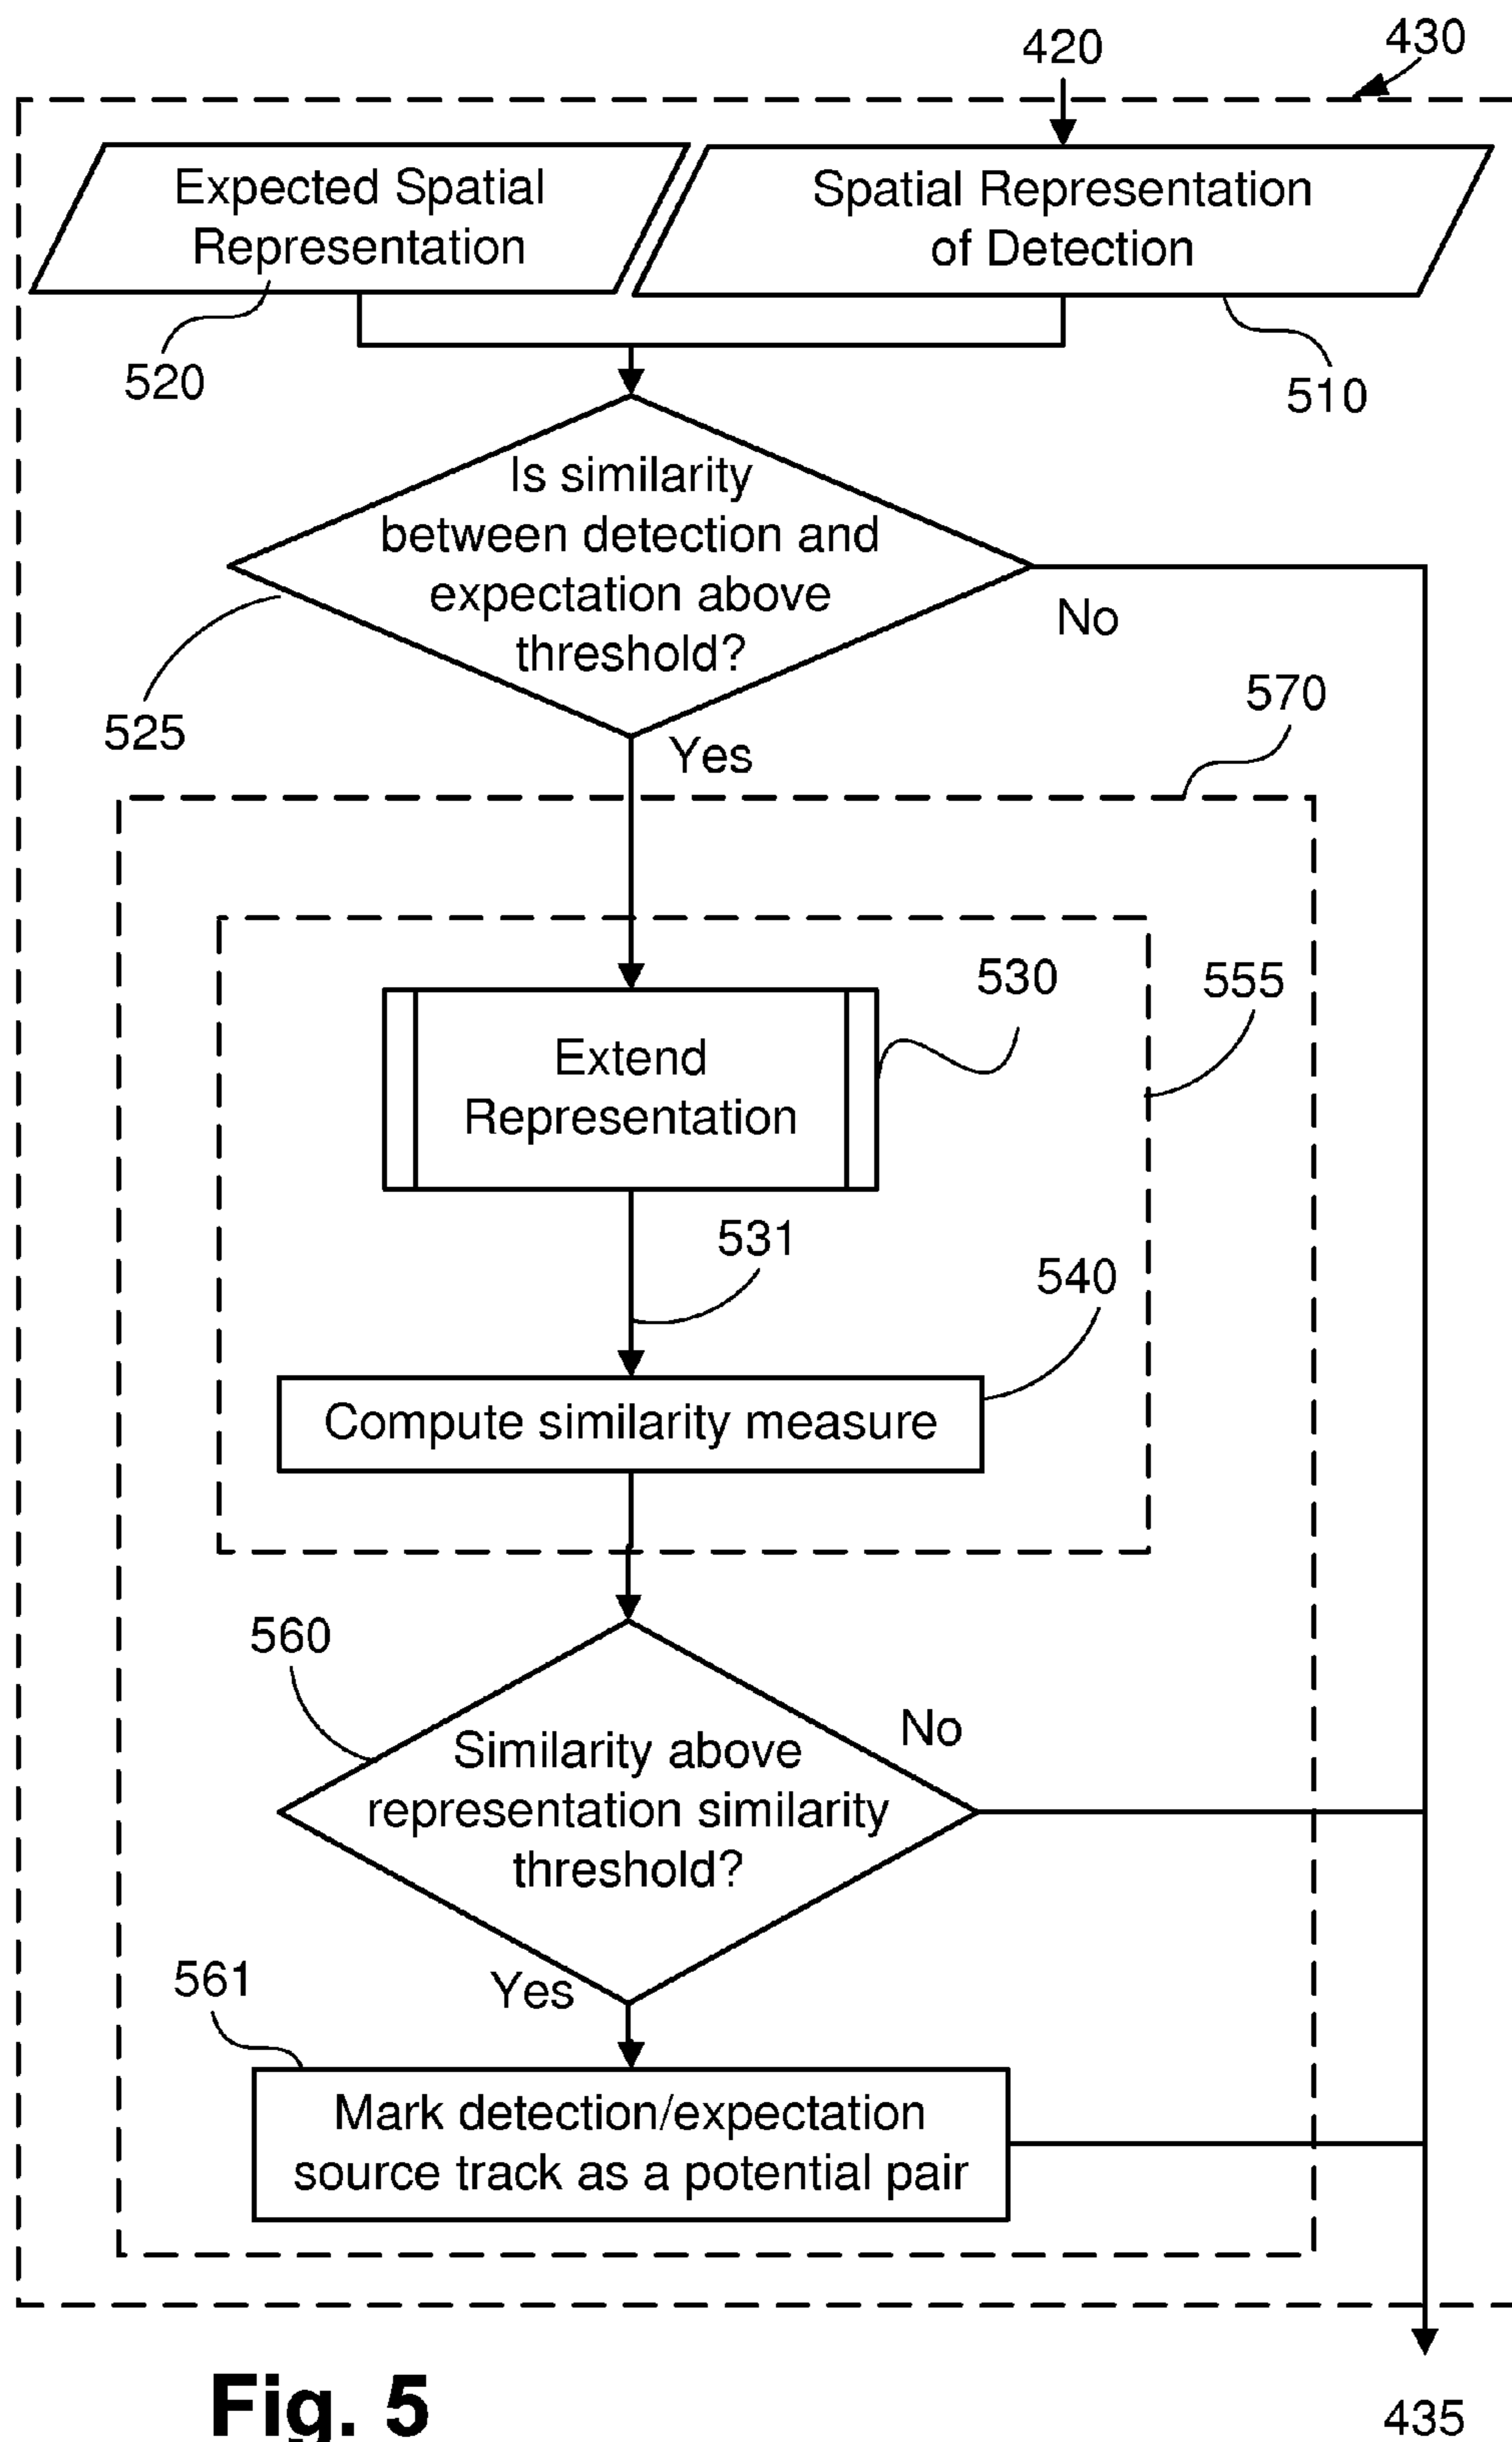 420
430
Expected Spatial
Representation
Spatial Representation
of Detection
520
510
Is similarity
between detection and
expectation above
threshold?
No
525
Yes
570
530
555
Extend
Representation
531
540
Compute similarity measure
560
No
Similarity above
representation similarity
threshold?
Yes
561
Mark detection/expectation
source track as a potential pair
Fig. 5
435